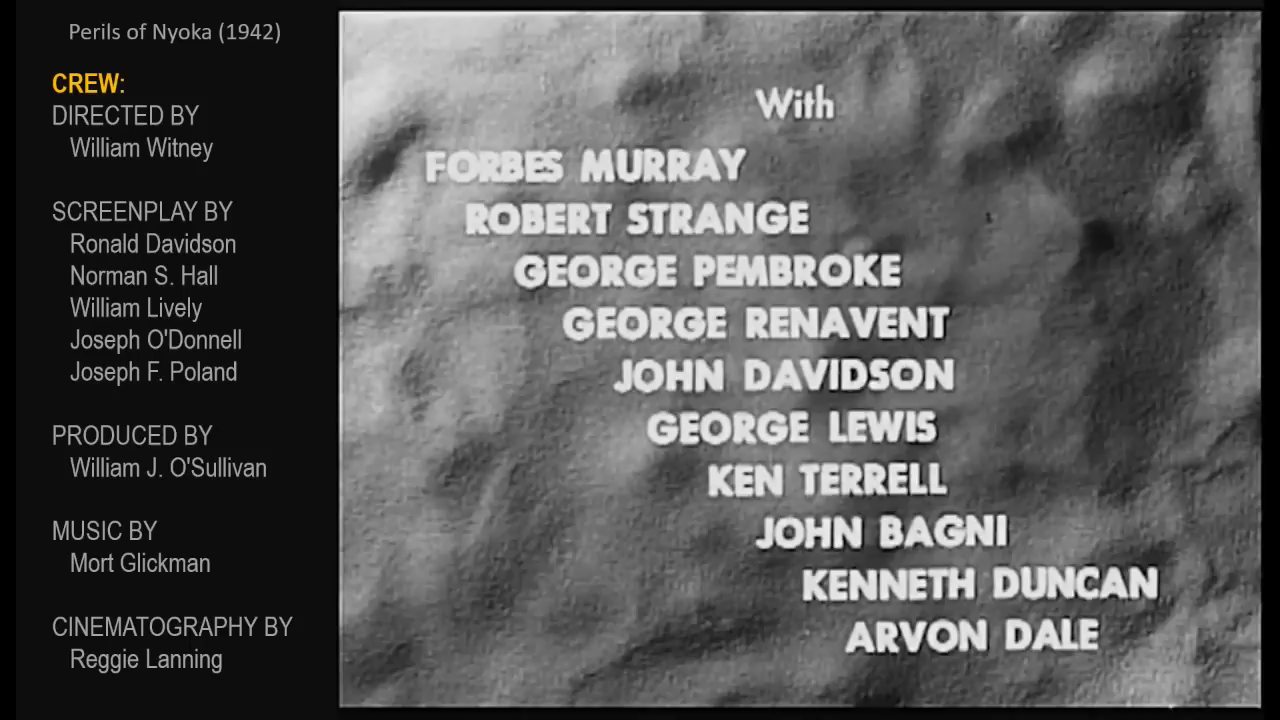 Perils of Nyoka (1942)
CREW:
DIRECTED BY
William Witney
SCREENPLAY BY
Ronald Davidson
Norman S. Hall
William Lively
Joseph O'Donnell
Joseph F. Poland
PRODUCED BY
William J. O'Sullivan
MUSIC BY
Mort Glickman
CINEMATOGRAPHY BY
Reggie Lanning
With
FORBES MURRAY
ROBERT STRANGE
GEORGE PEMBROKE
GEORGE RENAVENT
JOHN DAVIDSON
GEORGE LEWIS
KEN TERRELL
JOHN BAGNI
KENNETH DUNCAN
ARVON DALE